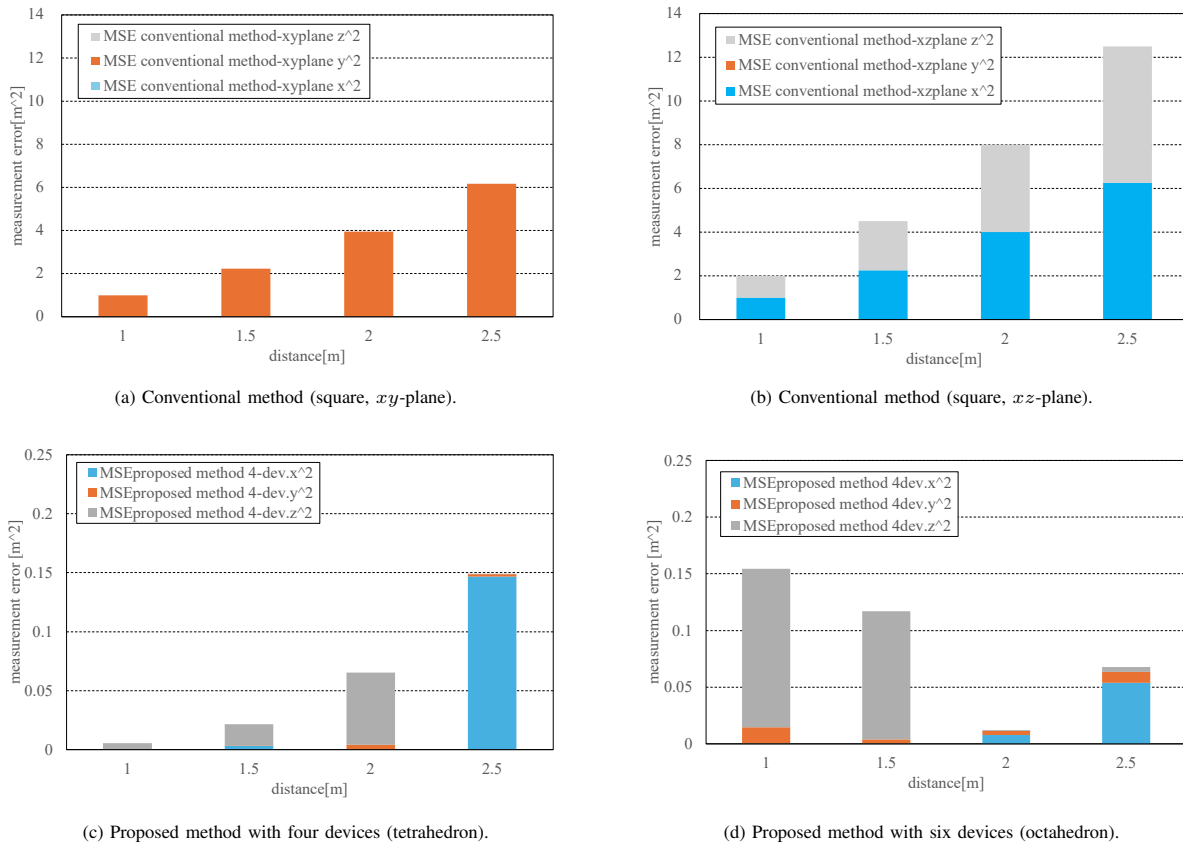 14
12
10
8
6
4
2
0
measurement error[m^2]
MSE conventional method-xyplane z^2
MSE conventional method-xyplane y^2
MSE conventional method-xyplane x^2
1 1.5 2 2.5
distance[m]
(a) Conventional method (square, xy-plane).
14
12
10
8
6
4
2
0
measurement error[m^2]
MSE conventional method-xzplane z^2
MSE conventional method-xzplane y^2
MSE conventional method-xzplane x^2
1 1.5 2 2.5
distance[m]
(b) Conventional method (square, xz-plane).
0.25
0.2
0.15
0.1
0.05
0
measurement error [m^2]
MSEproposed method 4-dev.x^2
MSEproposed method 4-dev.y^2
MSEproposed method 4-dev.z^2
1 1.5 2 2.5
distance[m]
(c) Proposed method with four devices (tetrahedron).
0.25
0.2
0.15
0.1
0.05
0
measurement error [m^2]
MSEproposed method 4dev.x^2
MSEproposed method 4dev.y^2
MSEproposed method 4dev.z^2
1 1.5 2 2.5
distance[m]
(d) Proposed method with six devices (octahedron).